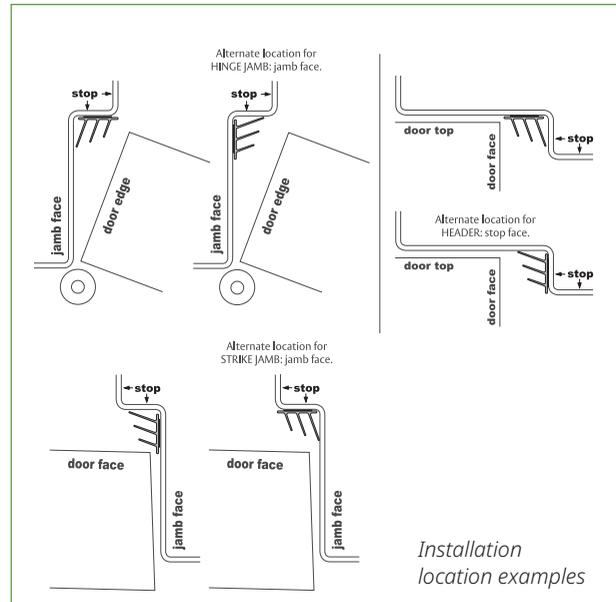 Alternate location for
HINGE JAMB: jamb face.
stop
jamb face
door edge
stop
jamb face
door edge
door top
door face
stop
Alternate location for
HEADER: stop face.
door top
door face
stop
Alternate location for
STRIKE JAMB: jamb face.
stop
door face
jamb face
stop
door face
jamb face
Installation
location examples